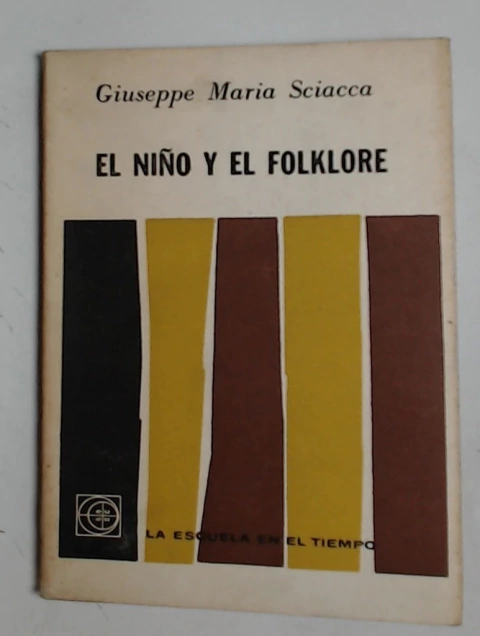 Giuseppe Maria Sciacca
EL NIÑO Y EL FOLKLORE
LA ESCUELA EN EL TIEMPO